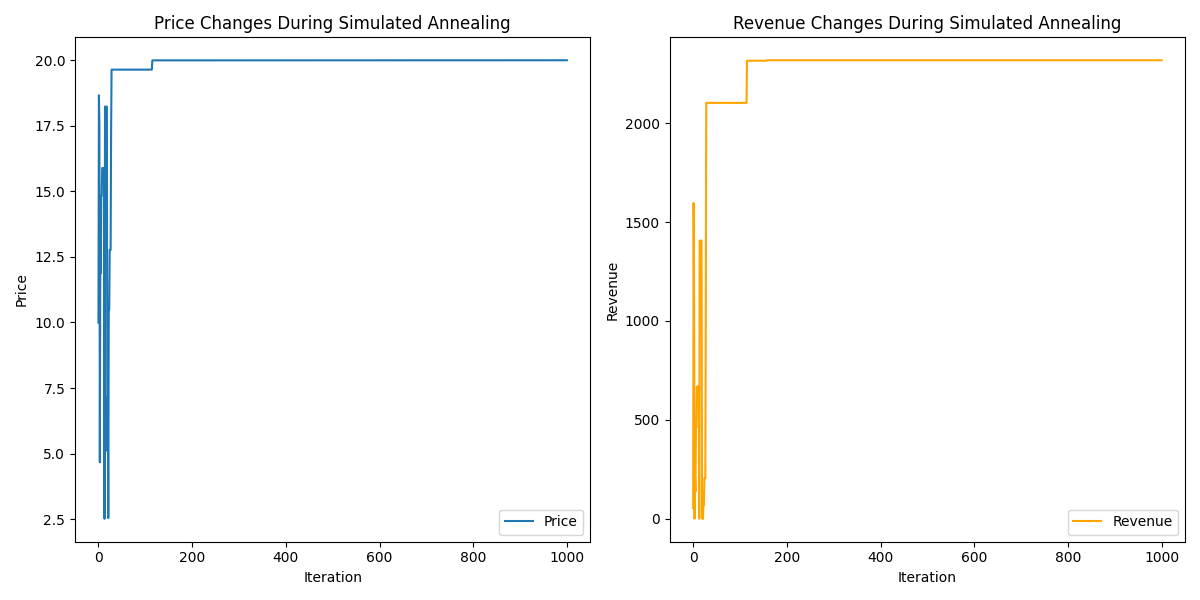 Price Changes During Simulated Annealing
20.0
17.5
15.0
12.5
10.0
7.5
5.0
2.5
Price
0 200 400 600 800 1000
Iteration
Price
Revenue Changes During Simulated Annealing
2000
1500
1000
500
0
Revenue
0 200 400 600 800 1000
Iteration
Revenue